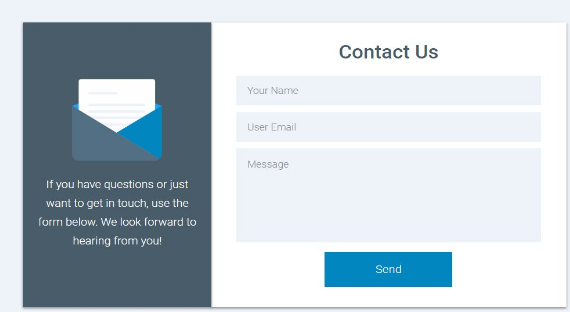 If you have questions or just
want to get in touch, use the
form below. We look forward to
hearing from you!
Contact Us
Your Name
User Email
Message
Send